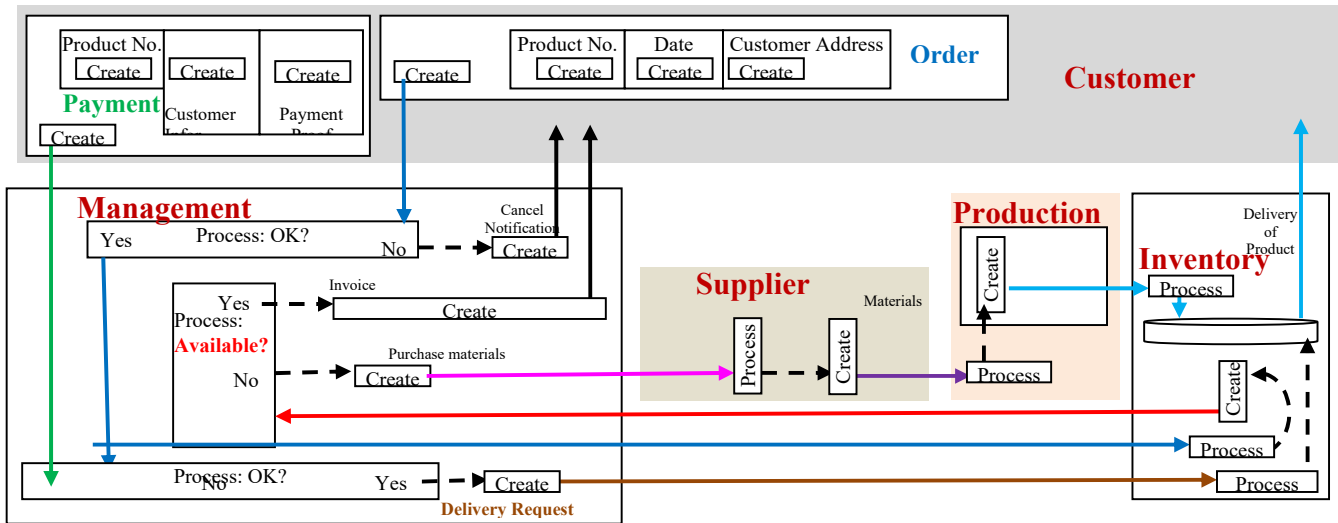 Product No.
Create
Create
Create
Payment
Customer
Payment
Create
Create
Product No.
Create
Date
Create
Customer Address
Create
Order
Customer
Management
Yes
Process: OK?
No
Cancel
Notification
Create
Invoice
Create
Yes
Process:
Available?
No
Purchase materials
Create
Supplier
Process
Create
Materials
Production
Create
Process
Inventory
Delivery
of
Product
Process
Create
Process
Process
Process: OK?
No
Yes
Create
Delivery Request